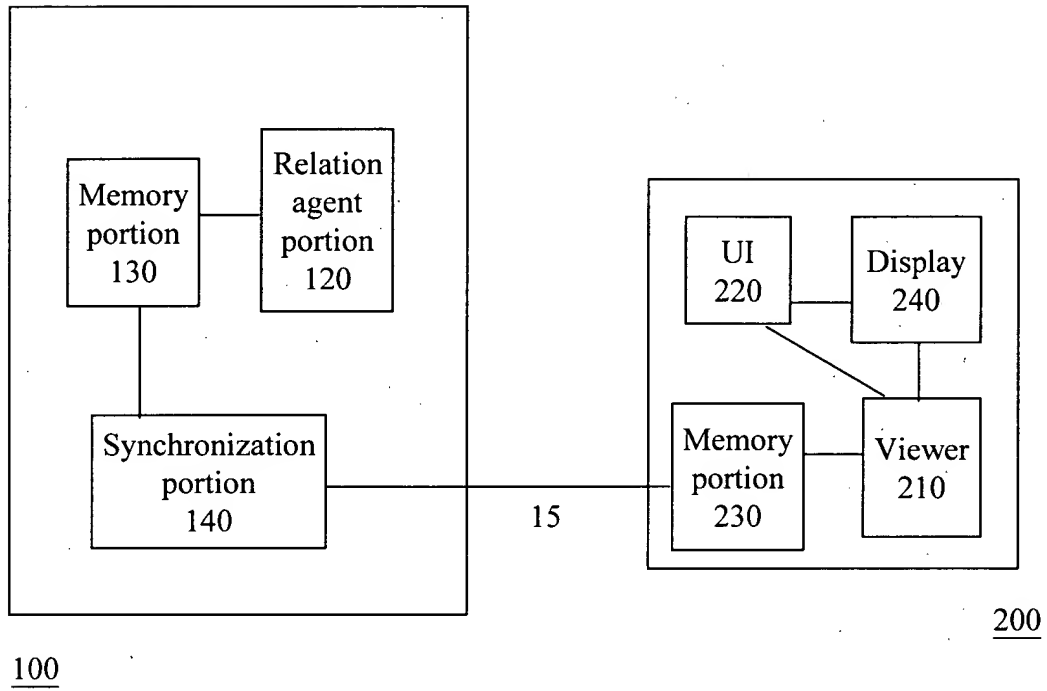 Memory
portion
130
Relation
agent
portion
120
Synchronization
portion
140
15
UI
220
Display
240
Memory
portion
230
Viewer
210
200
100